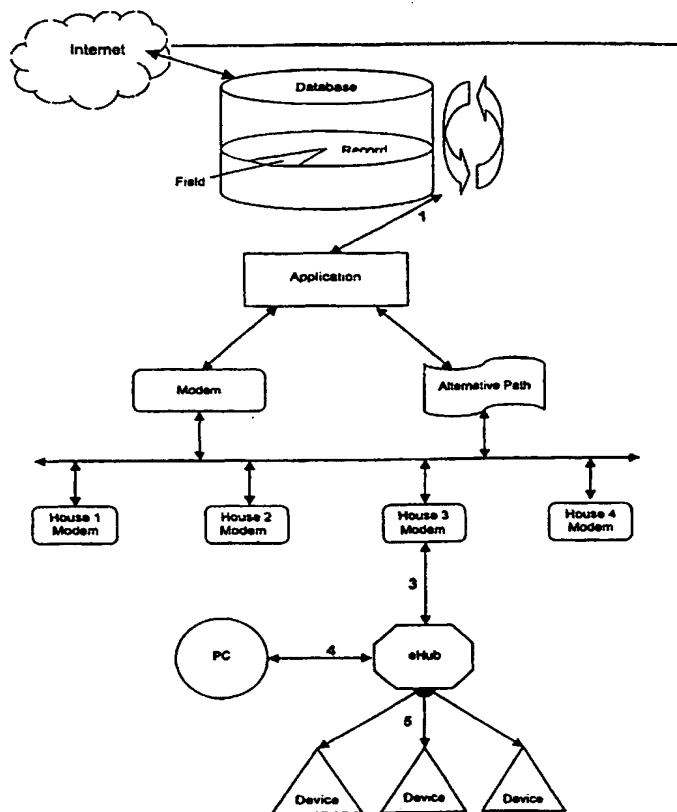 Internet
Database
Record
Field
1
Application
Modem
Alternative Path
House 1
Modem
House 2
Modem
House 3
Modem
House 4
Modem
3
PC
4
eHub
5
Device
Device
Device